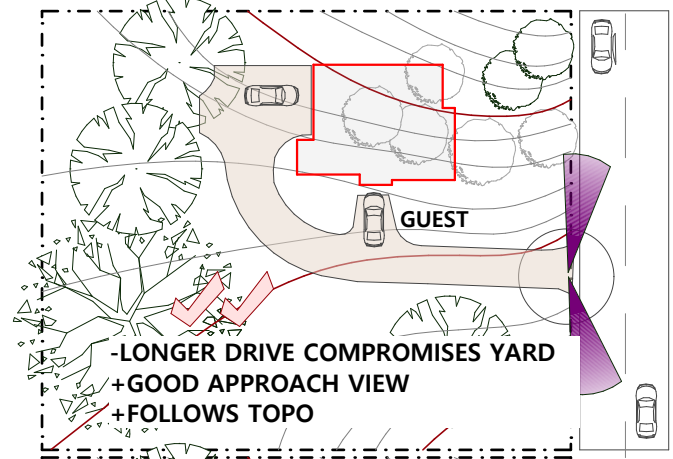 GUEST
-LONGER DRIVE COMPROMISES YARD
+GOOD APPROACH VIEW
+FOLLOWS TOPO